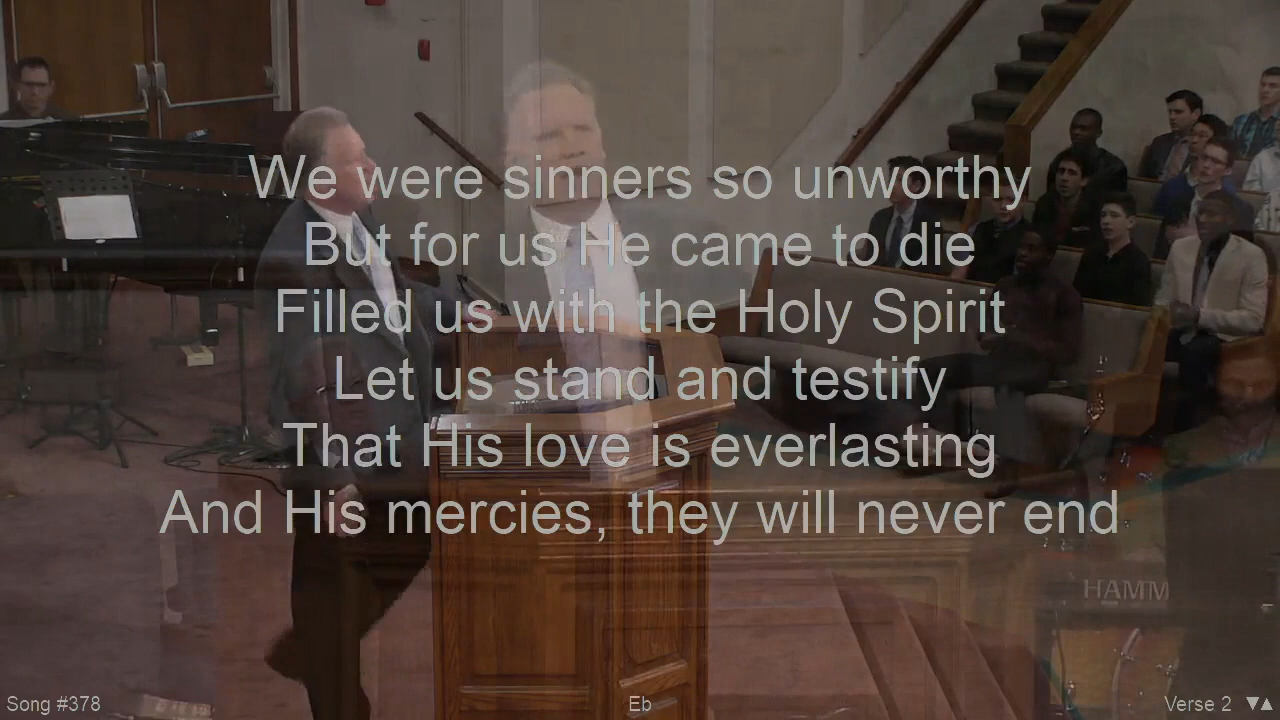 We were sinners so unworthy
But for us He came to die
Filled us with the Holy Spirit
Let us stand and testify
That His love is everlasting
And His mercies, they will never end
HAMM
Song #378
Eb
Verse 2 ▼▲